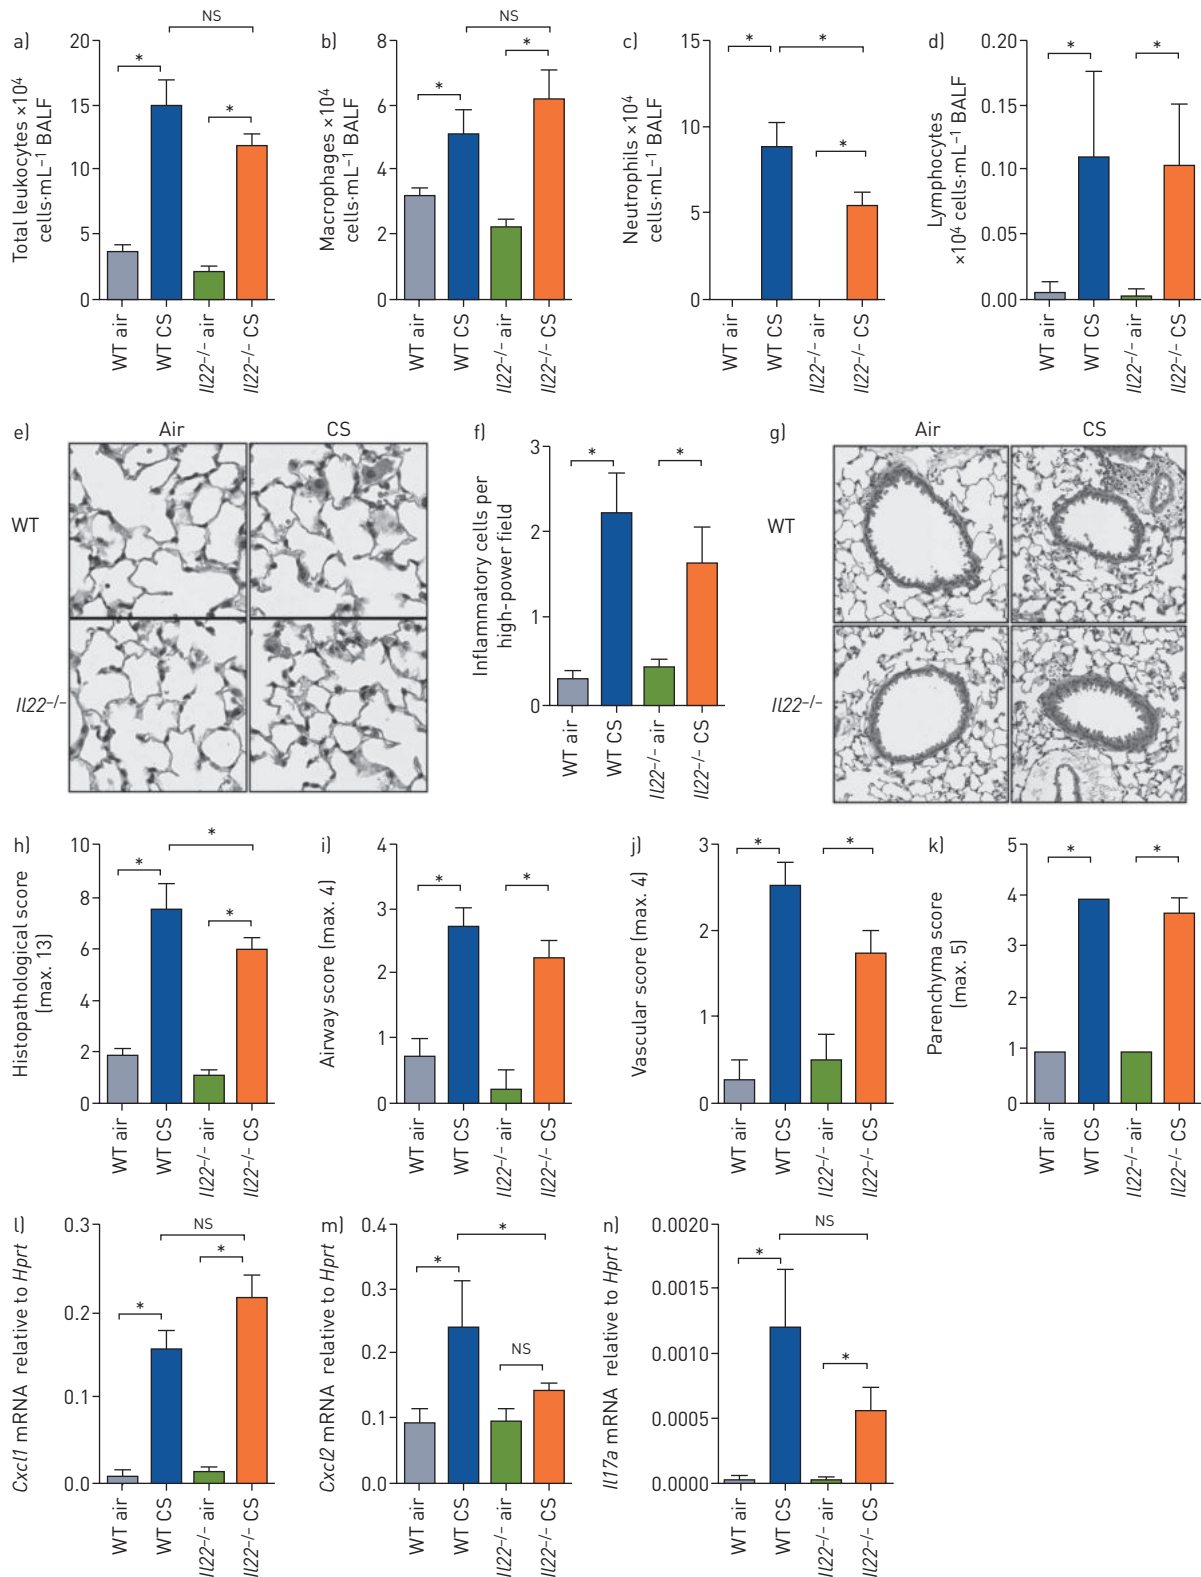 a)
Total leukocytes ×10⁴
cells·mL⁻¹ BALF
20
15
10
5
0
*
*
NS
WT air
WT CS
Il22⁻/⁻ air
Il22⁻/⁻ CS
b)
Macrophages ×10⁴
cells·mL⁻¹ BALF
8
6
4
2
0
*
*
NS
WT air
WT CS
Il22⁻/⁻ air
Il22⁻/⁻ CS
c)
Neutrophils ×10⁴
cells·mL⁻¹ BALF
15
10
5
0
*
*
*
WT air
WT CS
Il22⁻/⁻ air
Il22⁻/⁻ CS
d)
Lymphocytes
×10⁴ cells·mL⁻¹ BALF
0.20
0.15
0.10
0.05
0.00
*
*
WT air
WT CS
Il22⁻/⁻ air
Il22⁻/⁻ CS
e)
Air CS
WT
Il22⁻/⁻
f)
Inflammatory cells per
high-power field
3
2
1
0
*
*
WT air
WT CS
Il22⁻/⁻ air
Il22⁻/⁻ CS
g)
Air CS
WT
Il22⁻/⁻
h)
Histopathological score
(max. 13)
10
8
6
4
2
0
*
*
*
WT air
WT CS
Il22⁻/⁻ air
Il22⁻/⁻ CS
i)
Airway score (max. 4)
4
3
2
1
0
*
*
WT air
WT CS
Il22⁻/⁻ air
Il22⁻/⁻ CS
j)
Vascular score (max. 4)
3
2
1
0
*
*
WT air
WT CS
Il22⁻/⁻ air
Il22⁻/⁻ CS
k)
Parenchyma score
(max. 5)
5
4
3
2
1
0
*
*
WT air
WT CS
Il22⁻/⁻ air
Il22⁻/⁻ CS
l)
Cxcl1 mRNA relative to Hprt
0.3
0.2
0.1
0.0
*
*
NS
WT air
WT CS
Il22⁻/⁻ air
Il22⁻/⁻ CS
m)
Cxcl2 mRNA relative to Hprt
0.4
0.3
0.2
0.1
0.0
*
*
NS
WT air
WT CS
Il22⁻/⁻ air
Il22⁻/⁻ CS
n)
Il17a mRNA relative to Hprt
0.0020
0.0015
0.0010
0.0005
0.0000
*
*
NS
WT air
WT CS
Il22⁻/⁻ air
Il22⁻/⁻ CS